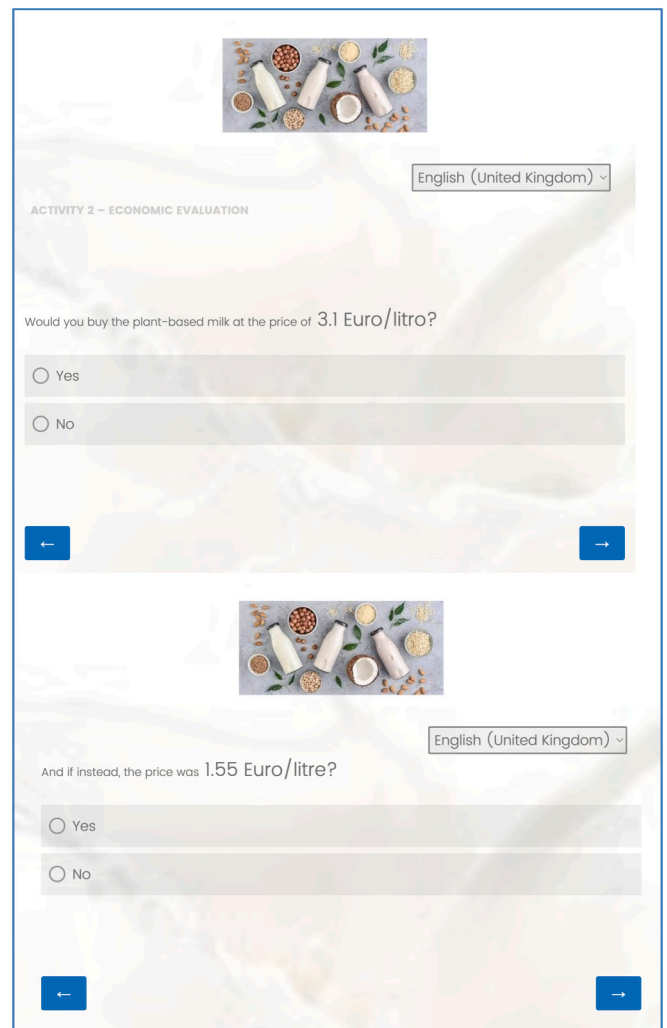 English (United Kingdom)
ACTIVITY 2 – ECONOMIC EVALUATION
Would you buy the plant-based milk at the price of 3.1 Euro/litro?
Yes
No
←
→
English (United Kingdom)
And if instead, the price was 1.55 Euro/litre?
Yes
No
←
→